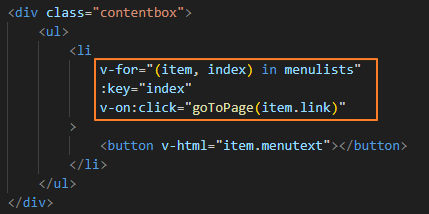 <div class="contentbox">
<ul>
<li
v-for="(item, index) in menulists"
:key="index"
v-on:click="goToPage(item.link)"
>
<button v-html="item.menutext"></button>
</li>
</ul>
</div>